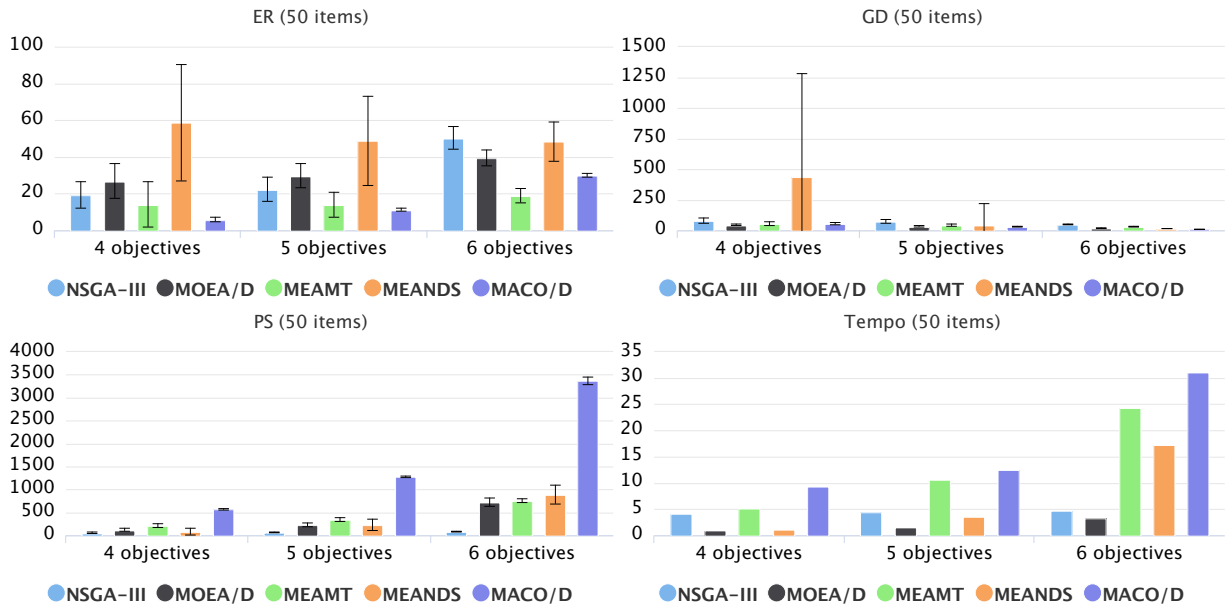 ER (50 items)
100
80
60
40
20
0
4 objectives 5 objectives 6 objectives
NSGA-III MOEA/D MEAMT MEANDS MACO/D
GD (50 items)
1500
1250
1000
750
500
250
0
4 objectives 5 objectives 6 objectives
NSGA-III MOEA/D MEAMT MEANDS MACO/D
PS (50 items)
4000
3500
3000
2500
2000
1500
1000
500
0
4 objectives 5 objectives 6 objectives
NSGA-III MOEA/D MEAMT MEANDS MACO/D
Tempo (50 items)
35
30
25
20
15
10
5
0
4 objectives 5 objectives 6 objectives
NSGA-III MOEA/D MEAMT MEANDS MACO/D